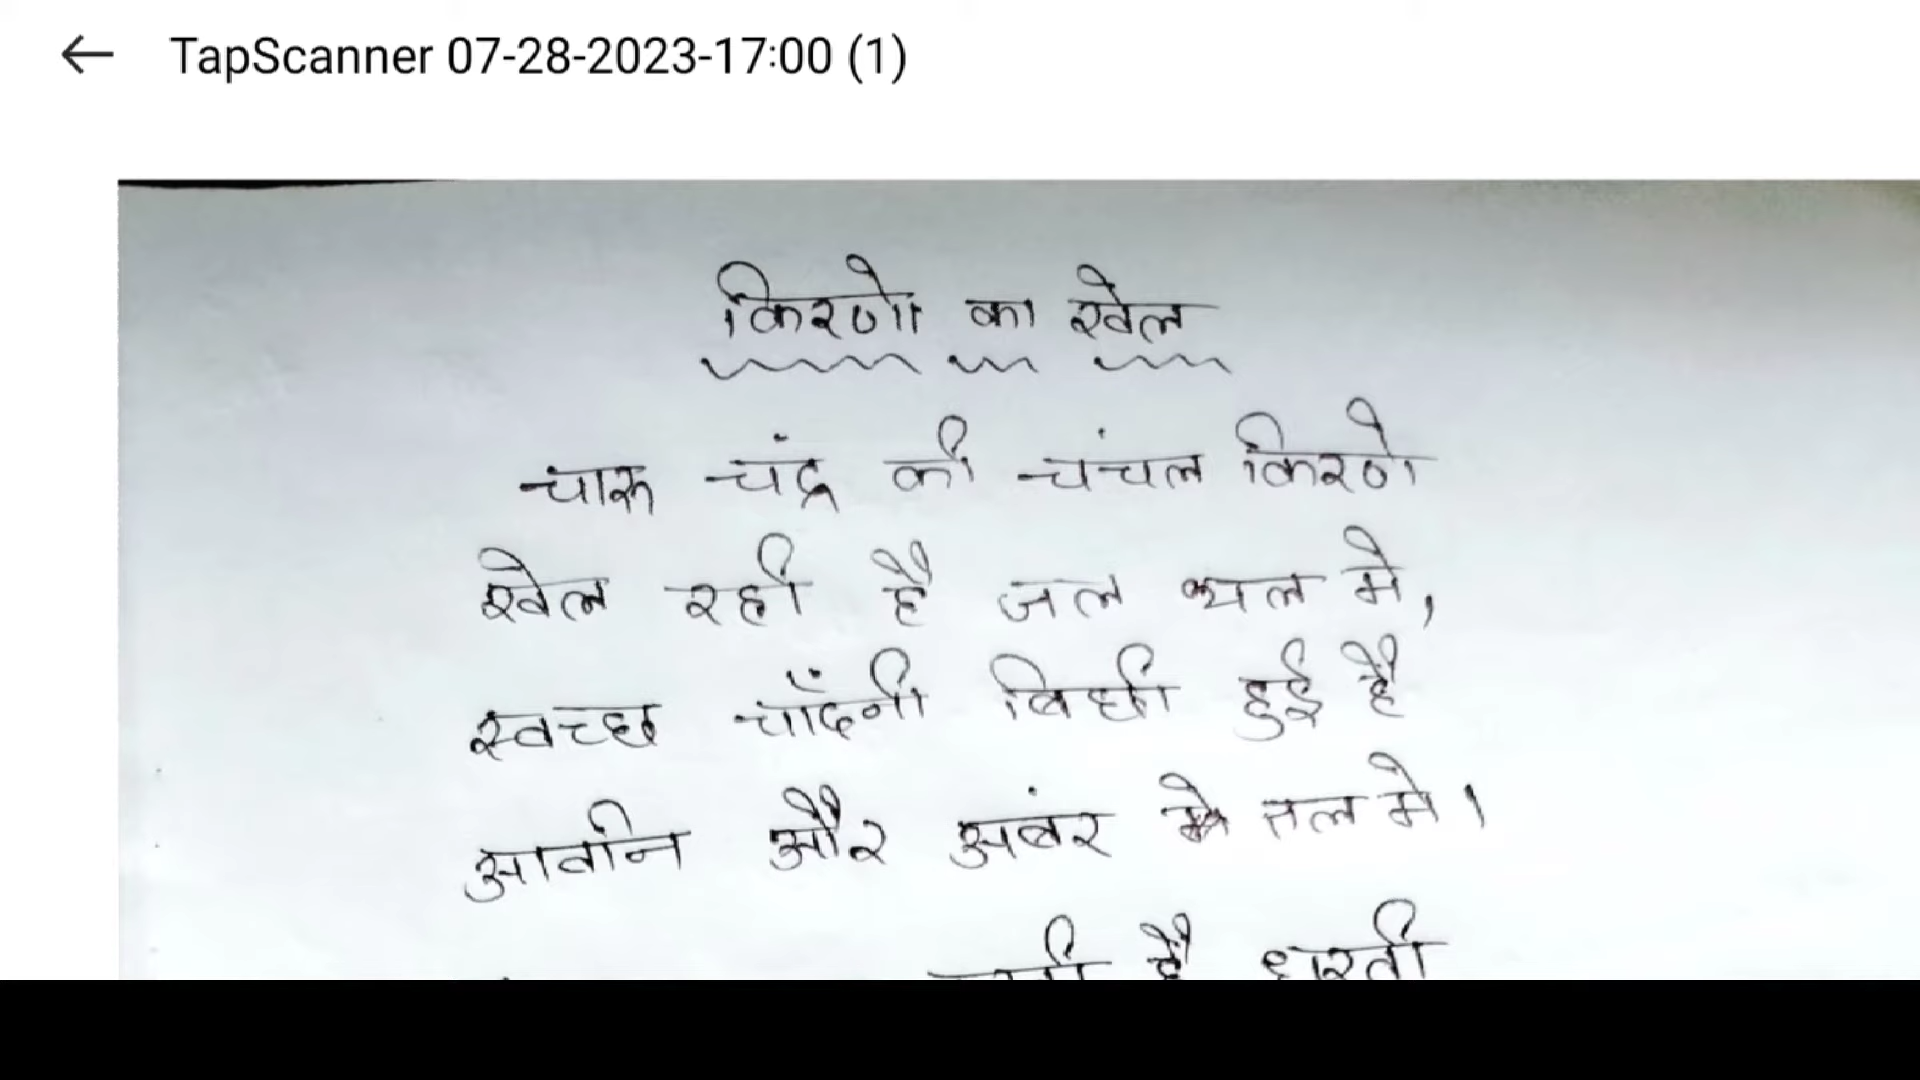 TapScanner 07-28-2023-17:00 (1)
किरणो का खेल
चारू चंद्र की चंचल किरणे
खेल रही है जल थल मे,
स्वच्छ चाँदनी बिछी हुई है
अवनि और अंबर के तल मे।
है धरती